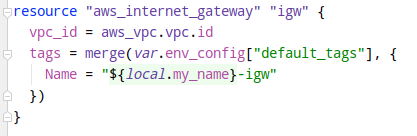 resource "aws_internet_gateway" "igw" {
  vpc_id = aws_vpc.vpc.id
  tags = merge(var.env_config["default_tags"], {
    Name = "${local.my_name}-igw"
  })
}